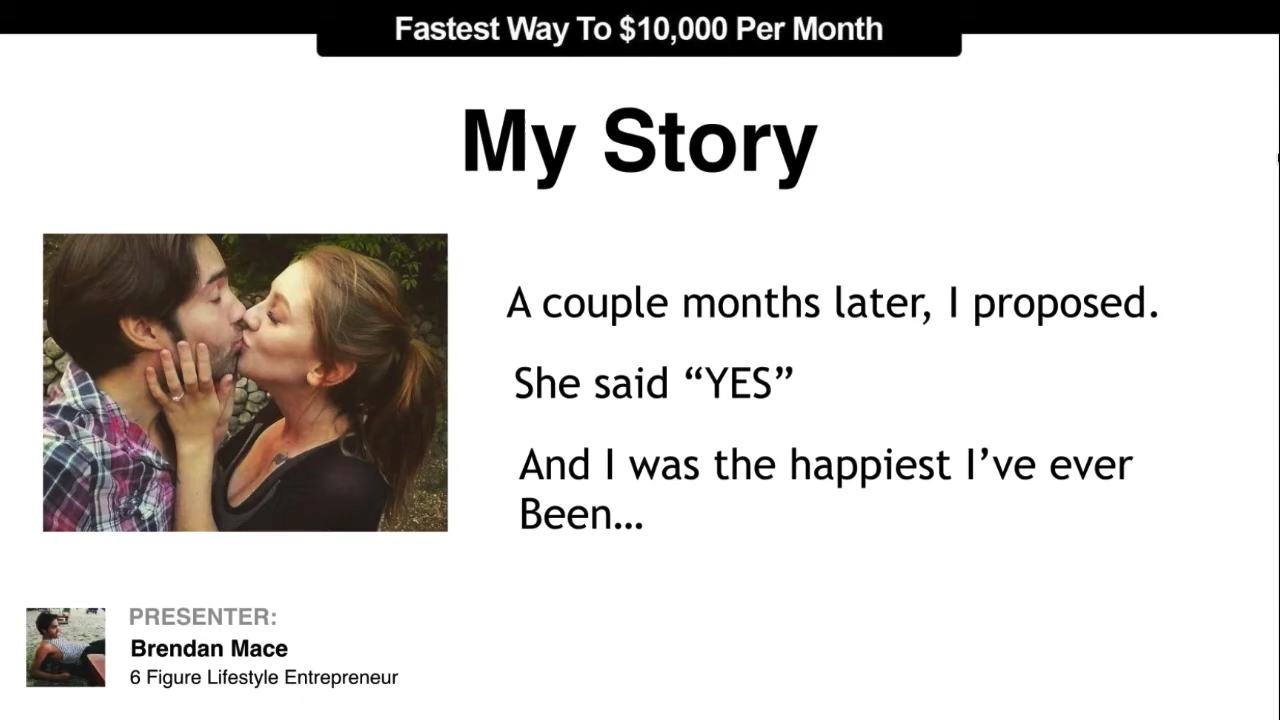 Fastest Way To $10,000 Per Month
My Story
A couple months later, I proposed.
She said “YES”
And I was the happiest I’ve ever
Been…
PRESENTER:
Brendan Mace
6 Figure Lifestyle Entrepreneur